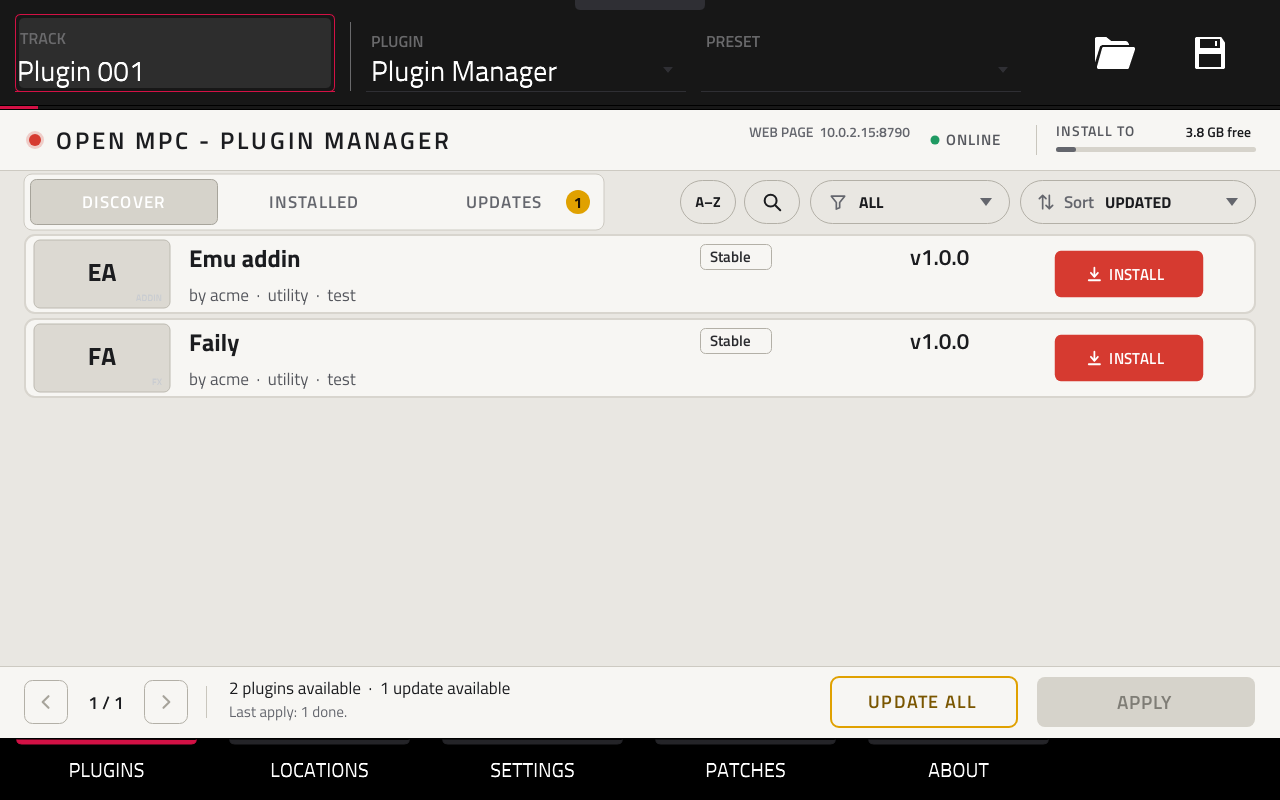 TRACK
Plugin 001
PLUGIN
Plugin Manager
PRESET
OPEN MPC - PLUGIN MANAGER
WEB PAGE 10.0.2.15:8790
ONLINE
INSTALL TO
3.8 GB free
DISCOVER
INSTALLED
UPDATES
1
A–Z
ALL
Sort UPDATED
EA
ADDIN
Emu addin
by acme · utility · test
Stable
v1.0.0
INSTALL
FA
FX
Faily
by acme · utility · test
Stable
v1.0.0
INSTALL
1 / 1
2 plugins available · 1 update available
Last apply: 1 done.
UPDATE ALL
APPLY
PLUGINS
LOCATIONS
SETTINGS
PATCHES
ABOUT